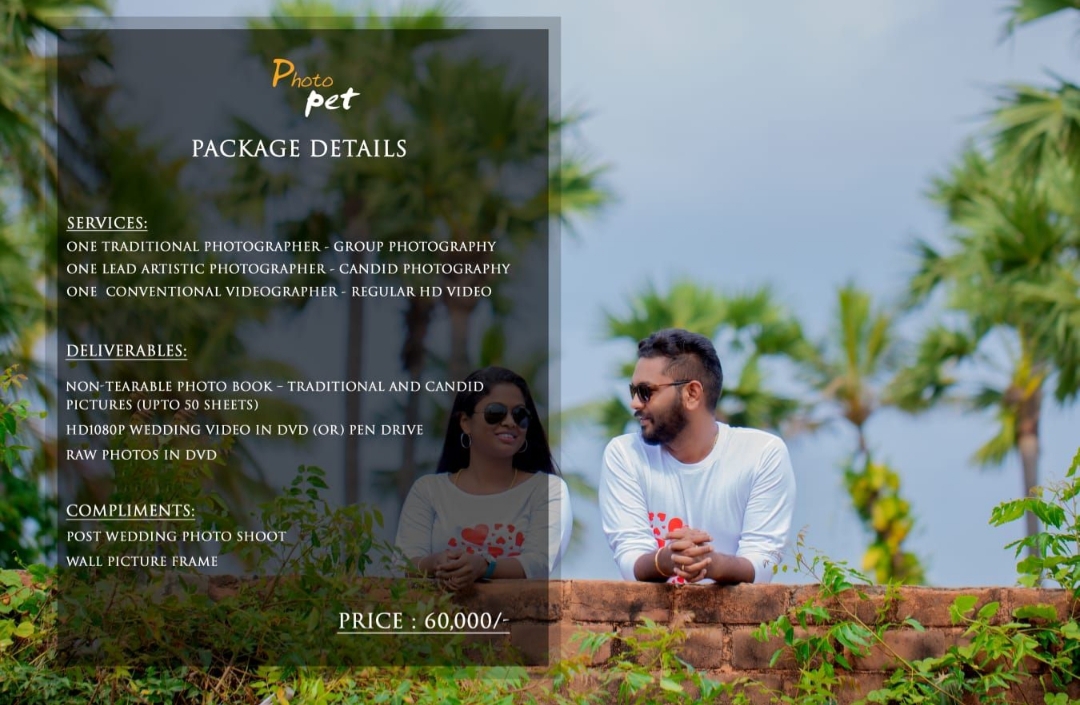 Photo
pet
PACKAGE DETAILS
SERVICES:
ONE TRADITIONAL PHOTOGRAPHER - GROUP PHOTOGRAPHY
ONE LEAD ARTISTIC PHOTOGRAPHER - CANDID PHOTOGRAPHY
ONE CONVENTIONAL VIDEOGRAPHER - REGULAR HD VIDEO
DELIVERABLES:
NON-TEARABLE PHOTO BOOK – TRADITIONAL AND CANDID
PICTURES (UPTO 50 SHEETS)
HD1080P WEDDING VIDEO IN DVD (OR) PEN DRIVE
RAW PHOTOS IN DVD
COMPLIMENTS:
POST WEDDING PHOTO SHOOT
WALL PICTURE FRAME
PRICE : 60,000/-